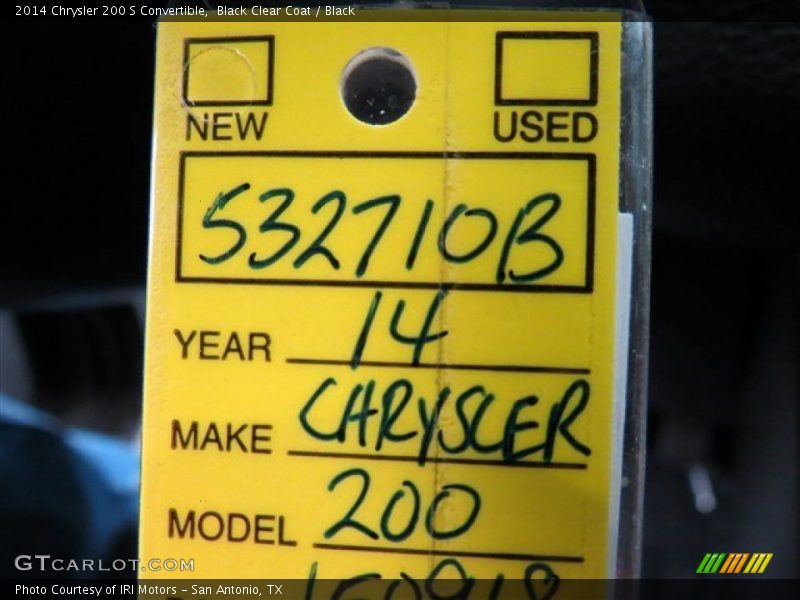 2014 Chrysler 200 S Convertible,  Black Clear Coat / Black
NEW USED
532710B
YEAR 14
MAKE CHRYSLER
MODEL 200
GTCARLOT.COM
Photo Courtesy of IRI Motors – San Antonio, TX